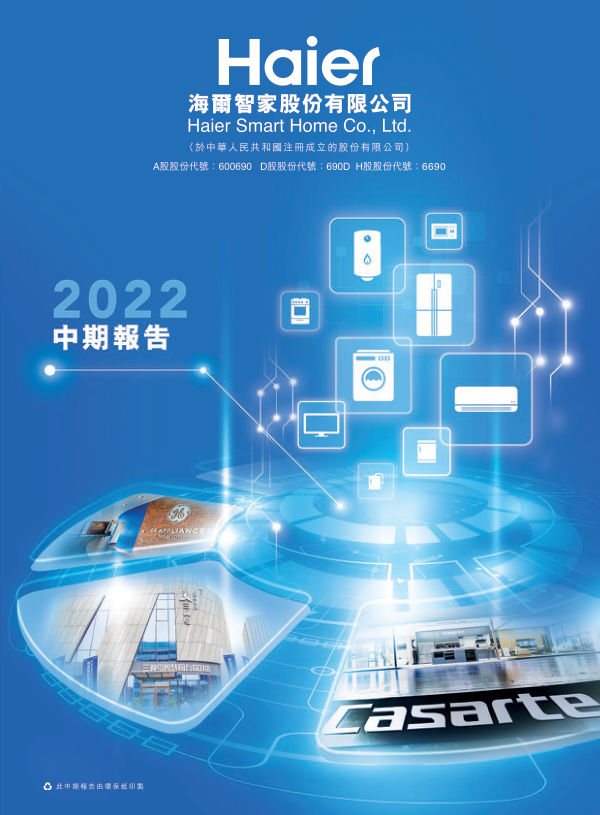 Haier
海爾智家股份有限公司
Haier Smart Home Co., Ltd.
（於中華人民共和國注冊成立的股份有限公司）
A股股份代號：600690 D股股份代號：690D H股股份代號：6690
2022
中期報告
GE APPLIANCES
Casarte
此中期報告由環保紙印製